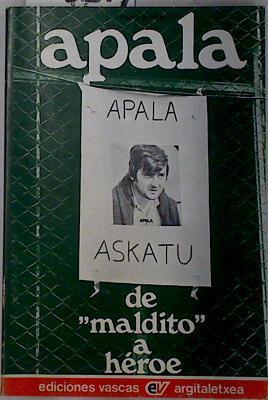 apala
APALA
APALA
ASKATU
de
"maldito"
a
héroe
ediciones vascas ev argitaletxea